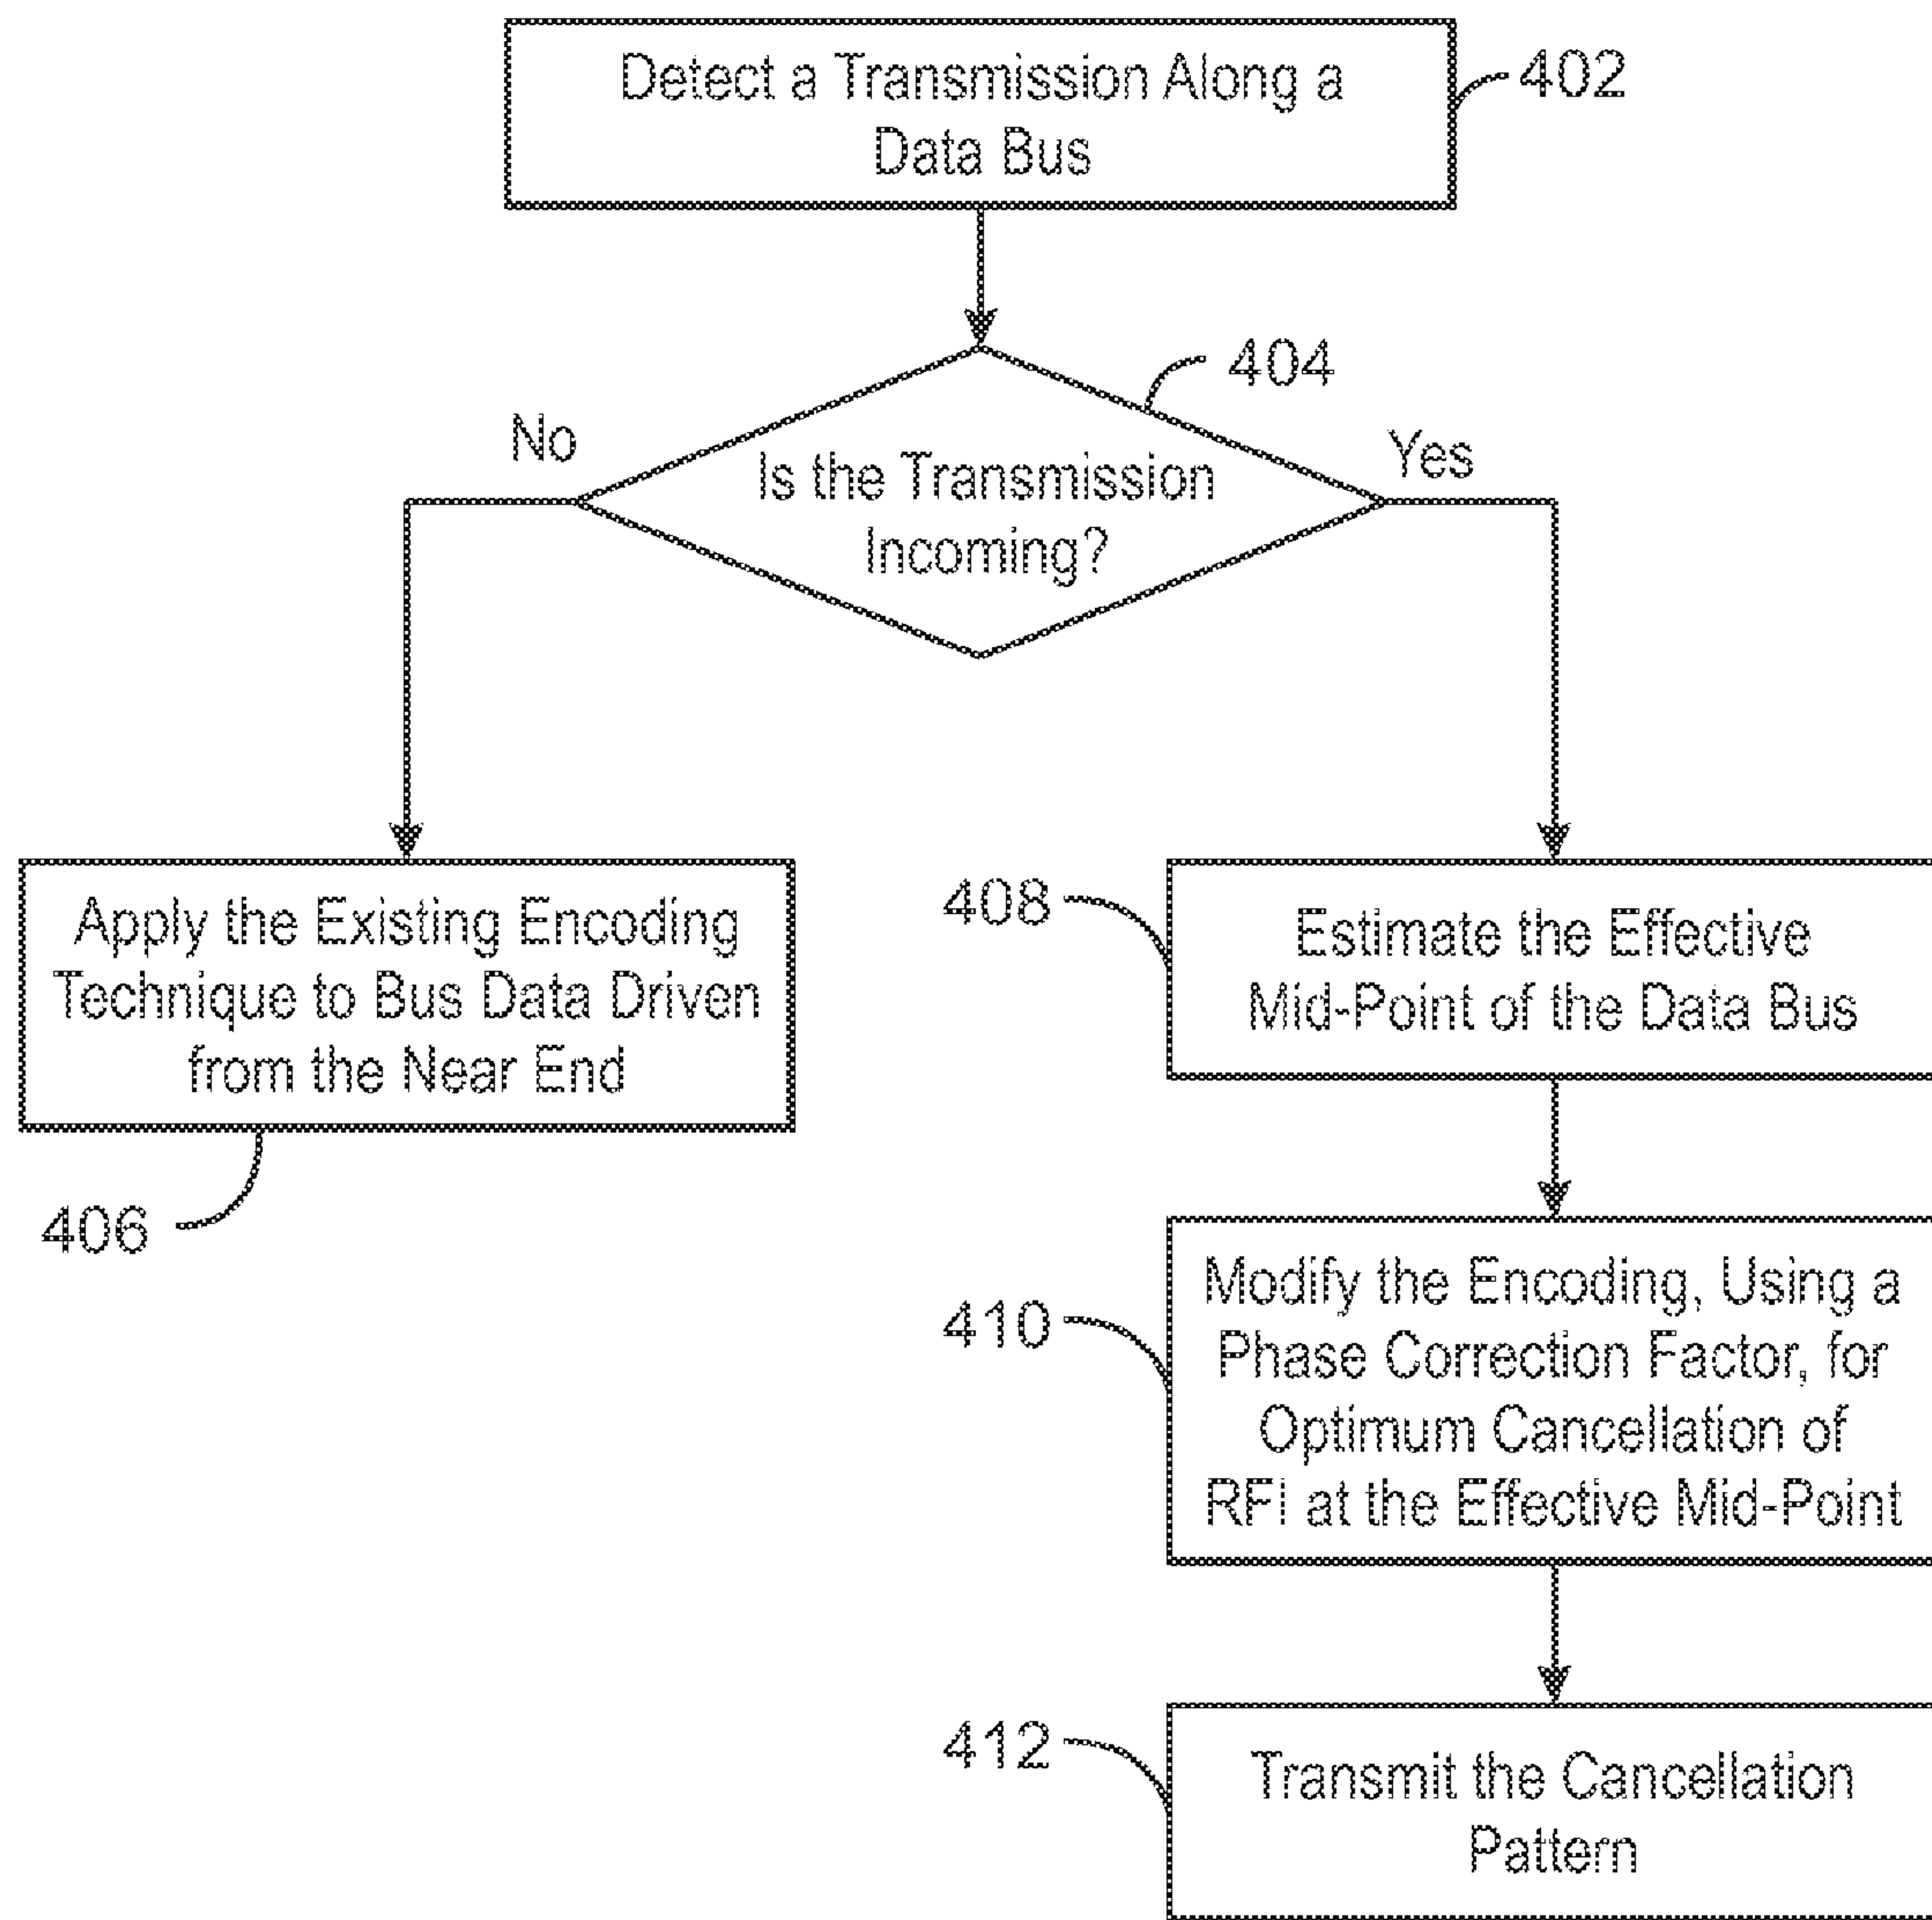 Detect a Transmission Along a
Data Bus
402
404
No
Yes
Is the Transmission
Incoming?
Apply the Existing Encoding
Technique to Bus Data Driven
from the Near End
406
408
Estimate the Effective
Mid-Point of the Data Bus
410
Modify the Encoding, Using a
Phase Correction Factor, for
Optimum Cancellation of
RFI at the Effective Mid-Point
412
Transmit the Cancellation
Pattern